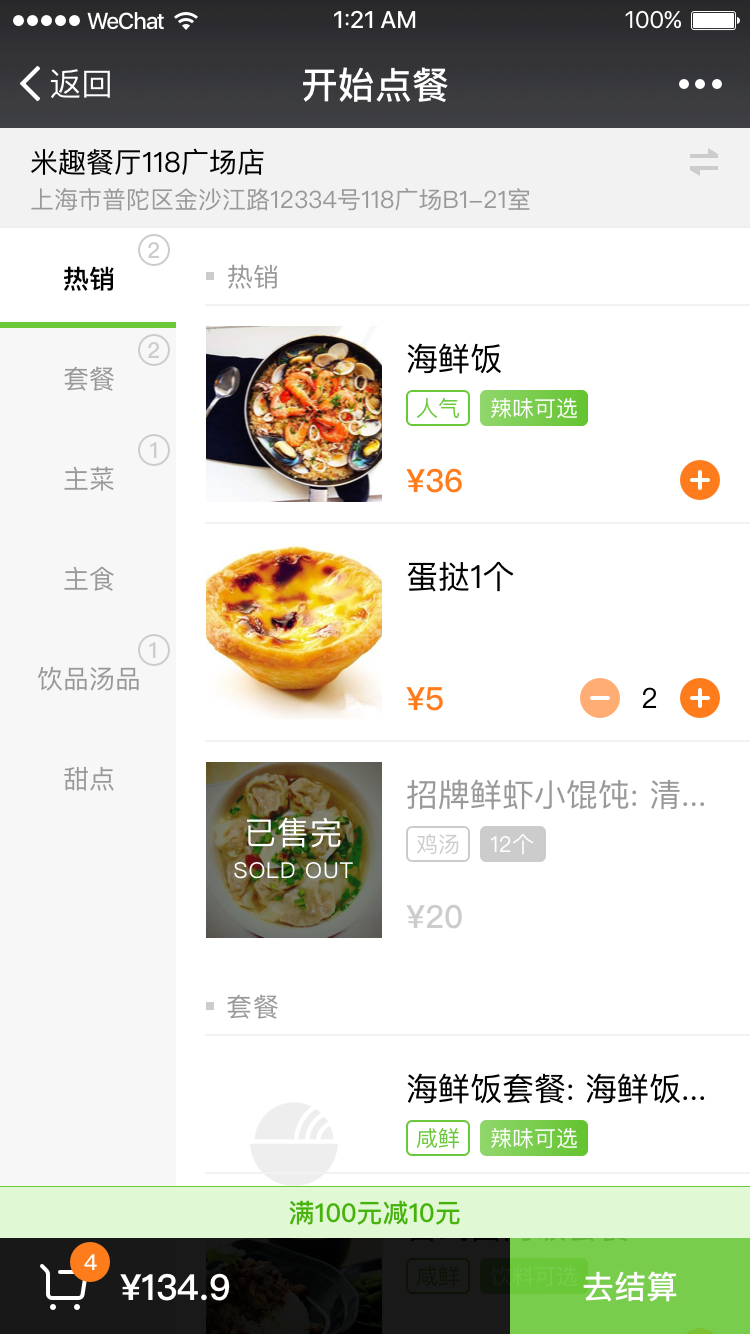 WeChat 1:21 AM 100%
返回 开始点餐
米趣餐厅118广场店
上海市普陀区金沙江路12334号118广场B1-21室
热销 2
套餐 2
主菜 1
主食
饮品汤品 1
甜点
热销
海鲜饭
人气 辣味可选
¥36
蛋挞1个
¥5 2
已售完
SOLD OUT
招牌鲜虾小馄饨: 清...
鸡汤 12个
¥20
套餐
海鲜饭套餐: 海鲜饭...
咸鲜 辣味可选
满100元减10元
咸鲜 饮料可选
4 ¥134.9 去结算